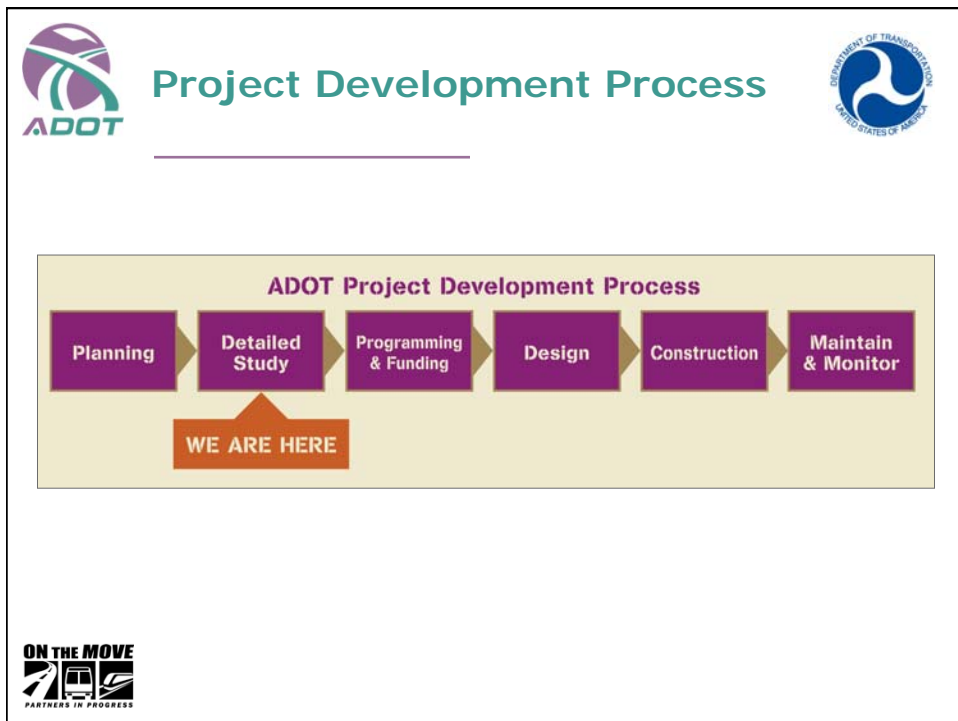 ADOT
Project Development Process
DEPARTMENT OF TRANSPORTATION
UNITED STATES OF AMERICA
ADOT Project Development Process
Planning
Detailed
Study
Programming
& Funding
Design
Construction
Maintain
& Monitor
WE ARE HERE
ON THE MOVE
PARTNERS IN PROGRESS